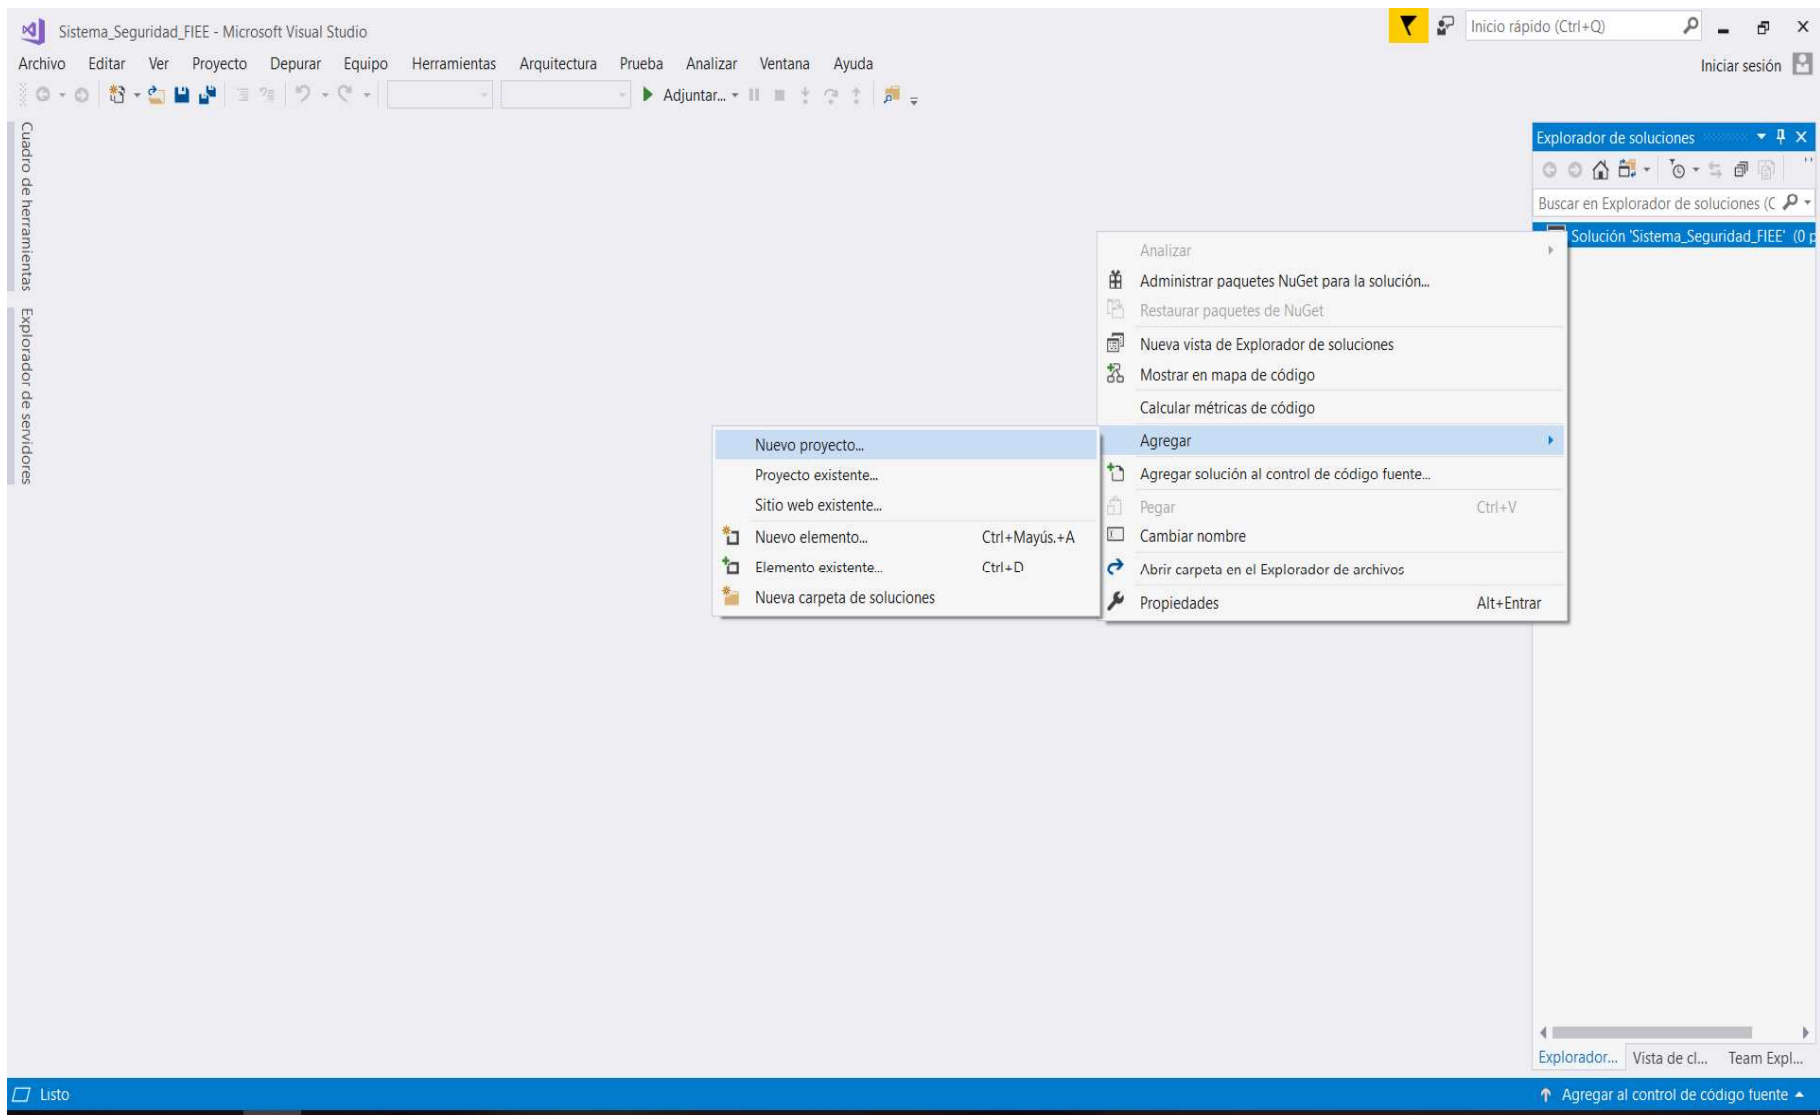 Sistema_Seguridad_FIEE - Microsoft Visual Studio
Inicio rápido (Ctrl+Q)
Archivo Editar Ver Proyecto Depurar Equipo Herramientas Arquitectura Prueba Analizar Ventana Ayuda
Iniciar sesión
Adjuntar...
Cuadro de herramientas
Explorador de servidores
Explorador de soluciones
Buscar en Explorador de soluciones (C
Solución 'Sistema_Seguridad_FIEE' (0 p
Analizar
Administrar paquetes NuGet para la solución...
Restaurar paquetes de NuGet
Nueva vista de Explorador de soluciones
Mostrar en mapa de código
Calcular métricas de código
Agregar
Agregar solución al control de código fuente...
Pegar Ctrl+V
Cambiar nombre
Abrir carpeta en el Explorador de archivos
Propiedades Alt+Entrar
Nuevo proyecto...
Proyecto existente...
Sitio web existente...
Nuevo elemento... Ctrl+Mayús.+A
Elemento existente... Ctrl+D
Nueva carpeta de soluciones
Explorador... Vista de cl... Team Expl...
Listo
Agregar al control de código fuente